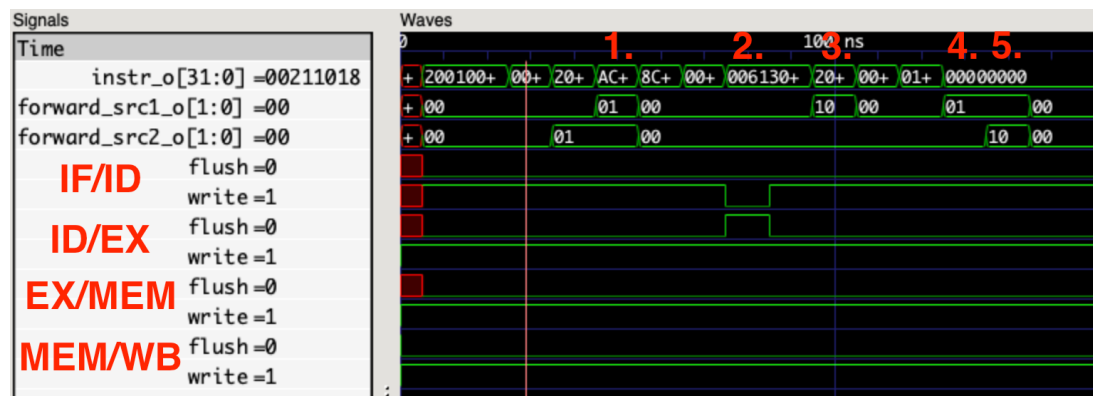 Signals
Waves
Time
0
100 ns
1.
2.
3.
4.
5.
instr_o[31:0] =00211018
+ 200100+ 00+ 20+ AC+ 8C+ 00+ 006130+ 20+ 00+ 01+ 00000000
forward_src1_o[1:0] =00
+ 00 01 00 10 00 01 00
forward_src2_o[1:0] =00
+ 00 01 00 10 00
IF/ID
flush =0
write =1
ID/EX
flush =0
write =1
EX/MEM
flush =0
write =1
MEM/WB
flush =0
write =1